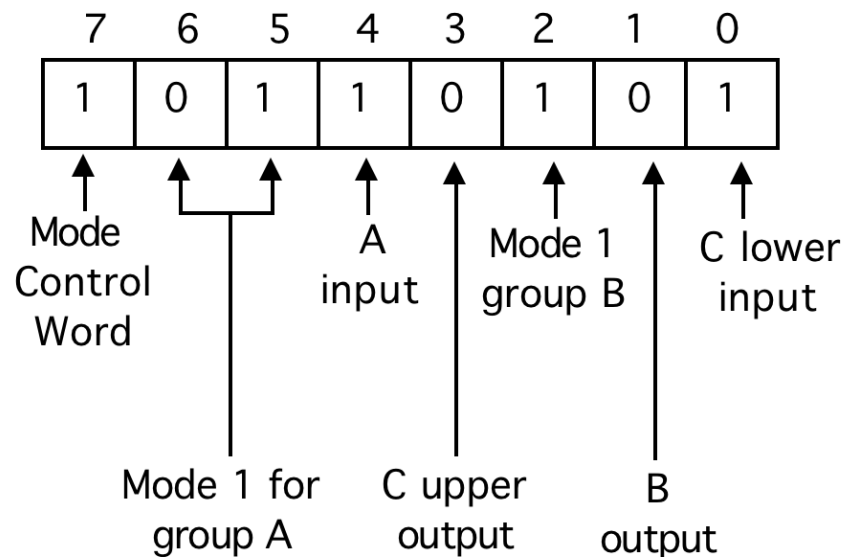 7 6 5 4 3 2 1 0
1 0 1 1 0 1 0 1
Mode
Control
Word
A
input
Mode 1
group B
C lower
input
Mode 1 for
group A
C upper
output
B
output